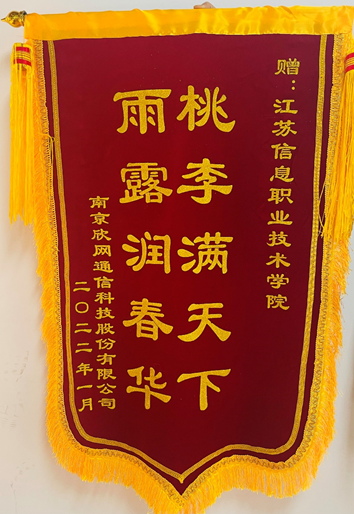 赠：江苏信息职业技术学院
桃李满天下
雨露润春华
南京欣网通信科技股份有限公司
二〇二二年一月